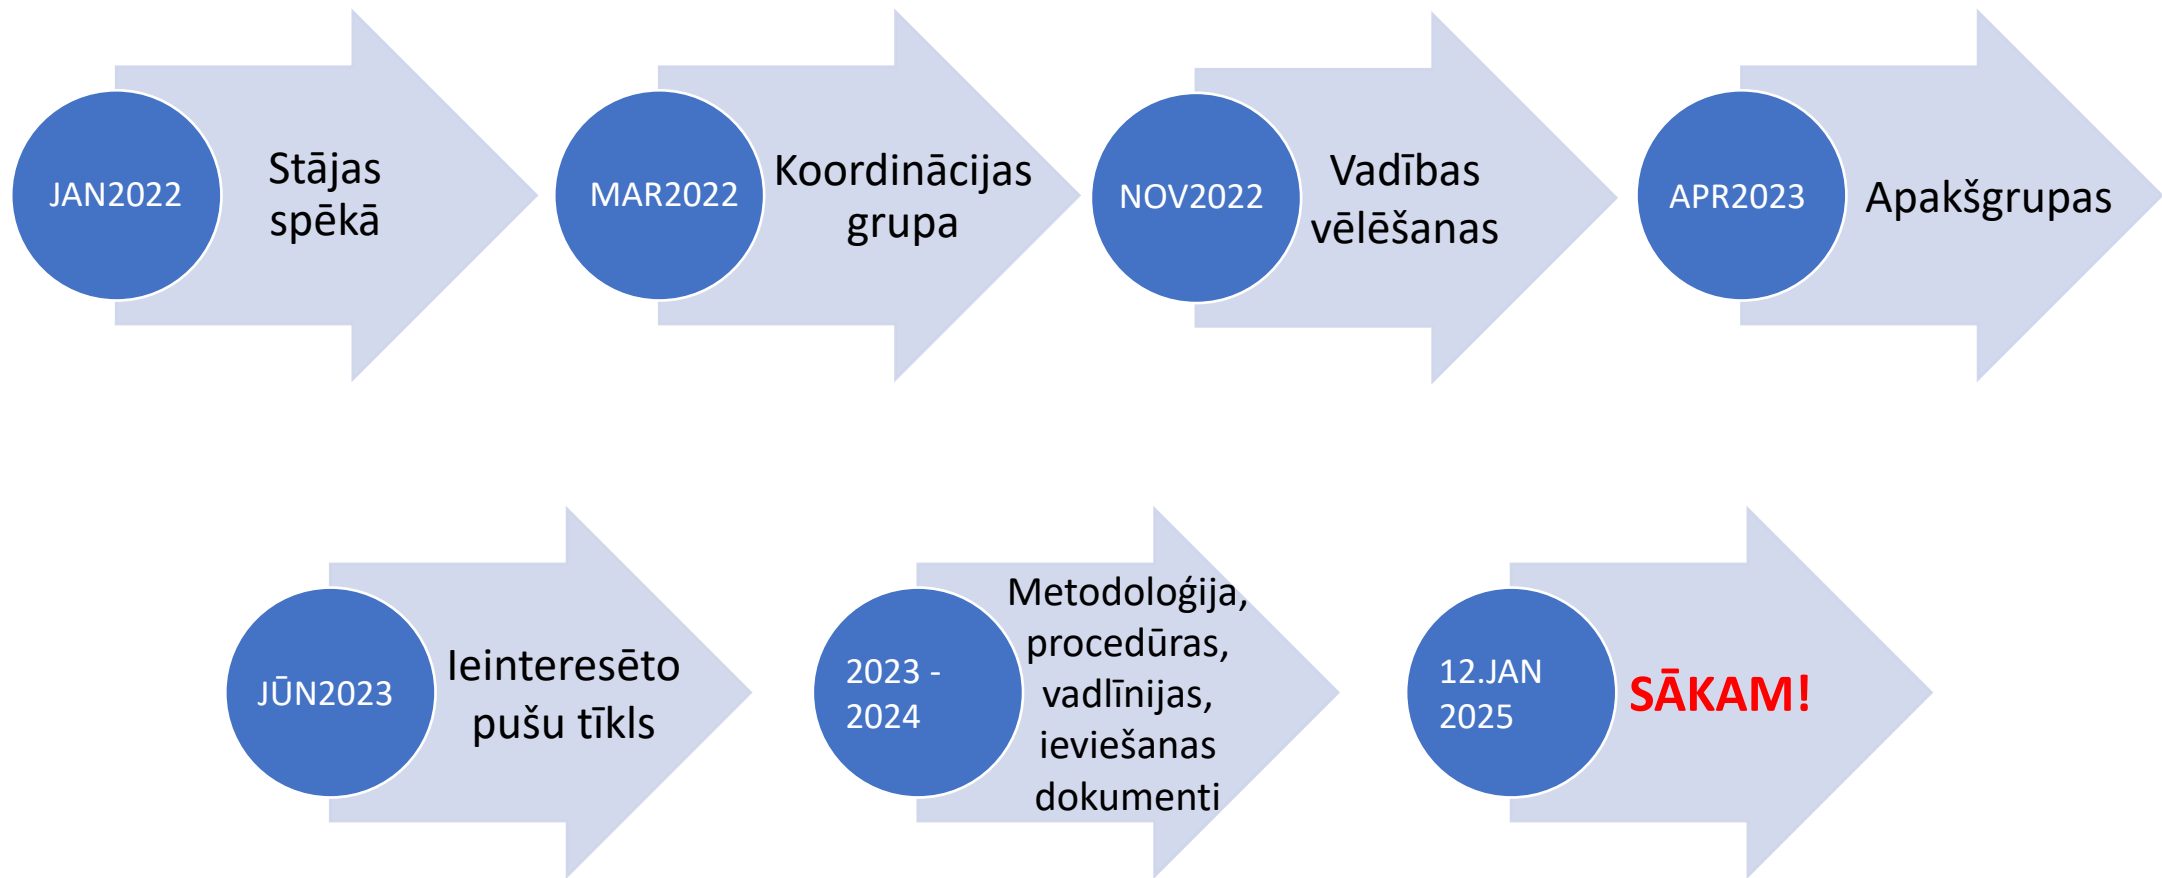 JAN2022
Stājas
spēkā
MAR2022
Koordinācijas
grupa
NOV2022
Vadības
vēlēšanas
APR2023
Apakšgrupas
JŪN2023
Ieinteresēto
pušu tīkls
2023 -
2024
Metodoloģija,
procedūras,
vadlīnijas,
ieviešanas
dokumenti
12.JAN
2025
SĀKAM!